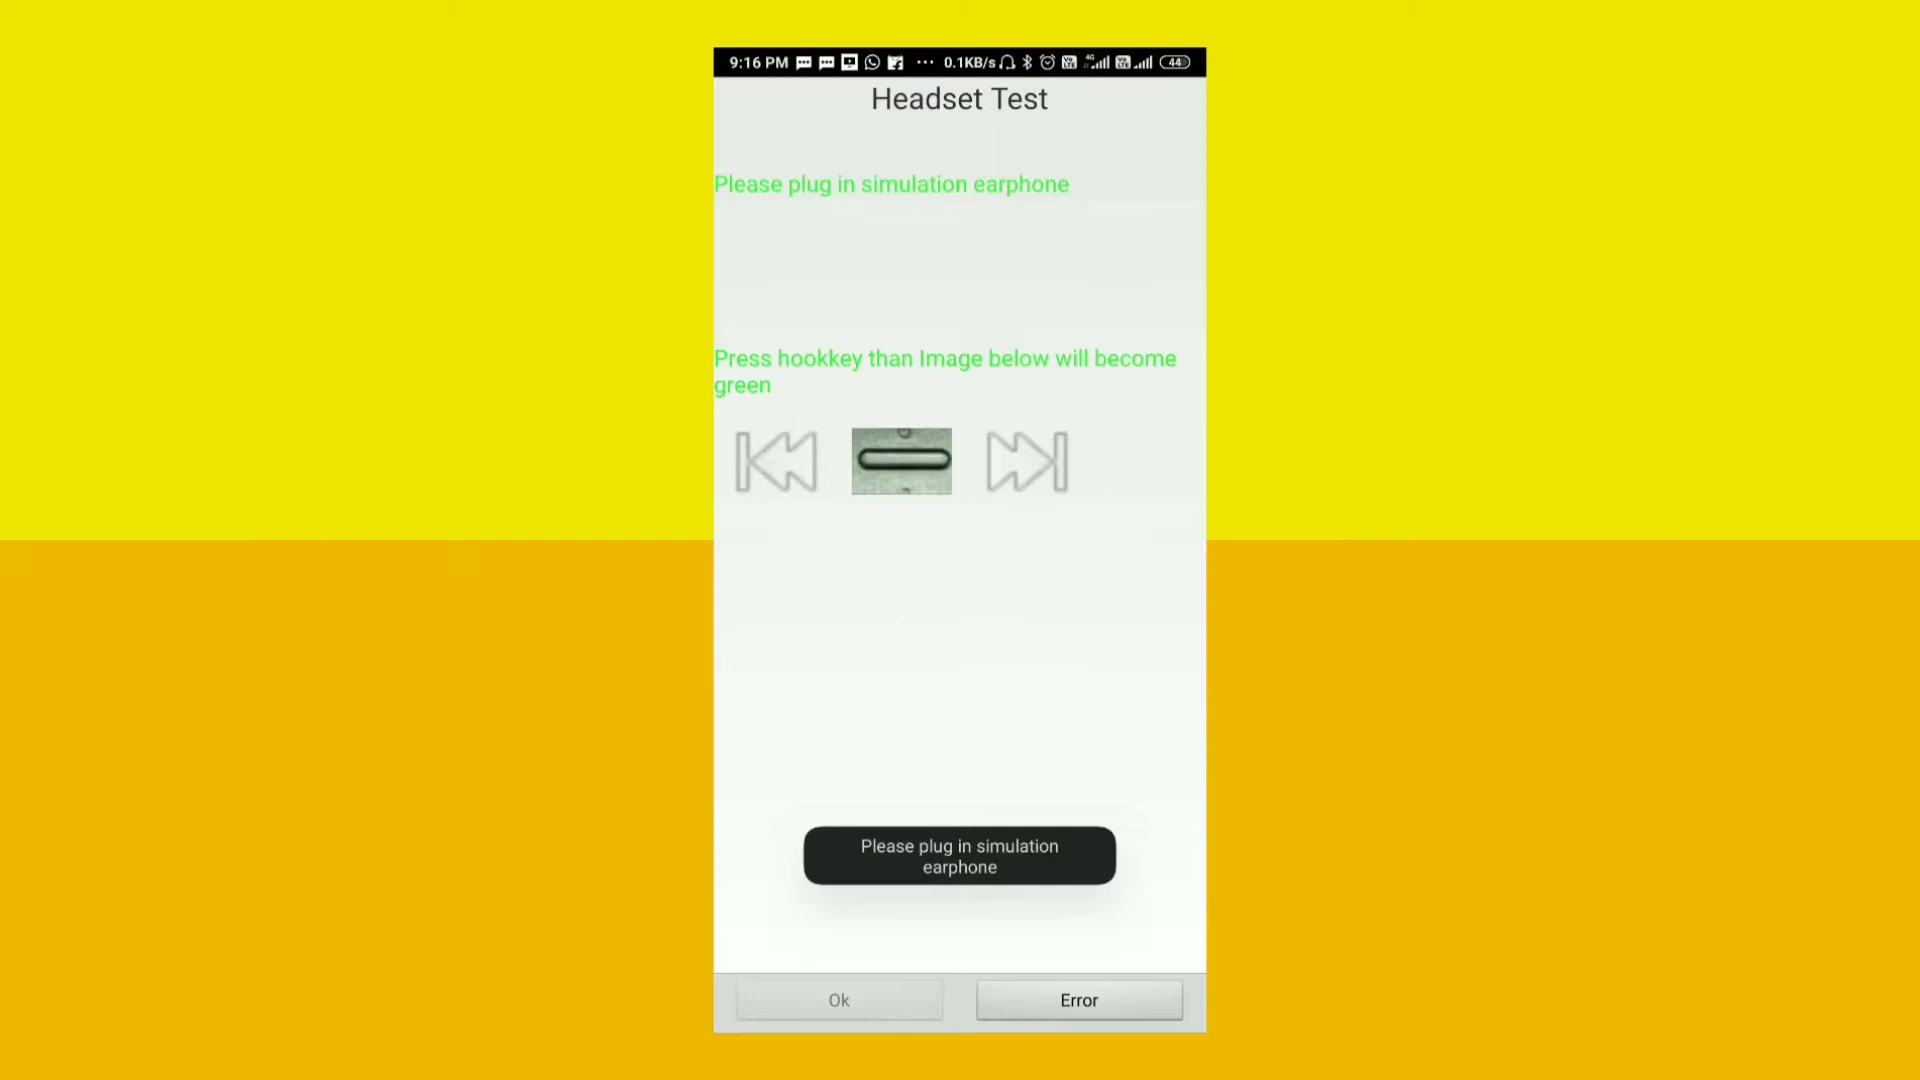 9:16 PM ... 0.1KB/s 4G 44
Headset Test
Please plug in simulation earphone
Press hookkey than Image below will become
green
Please plug in simulation
earphone
Ok
Error